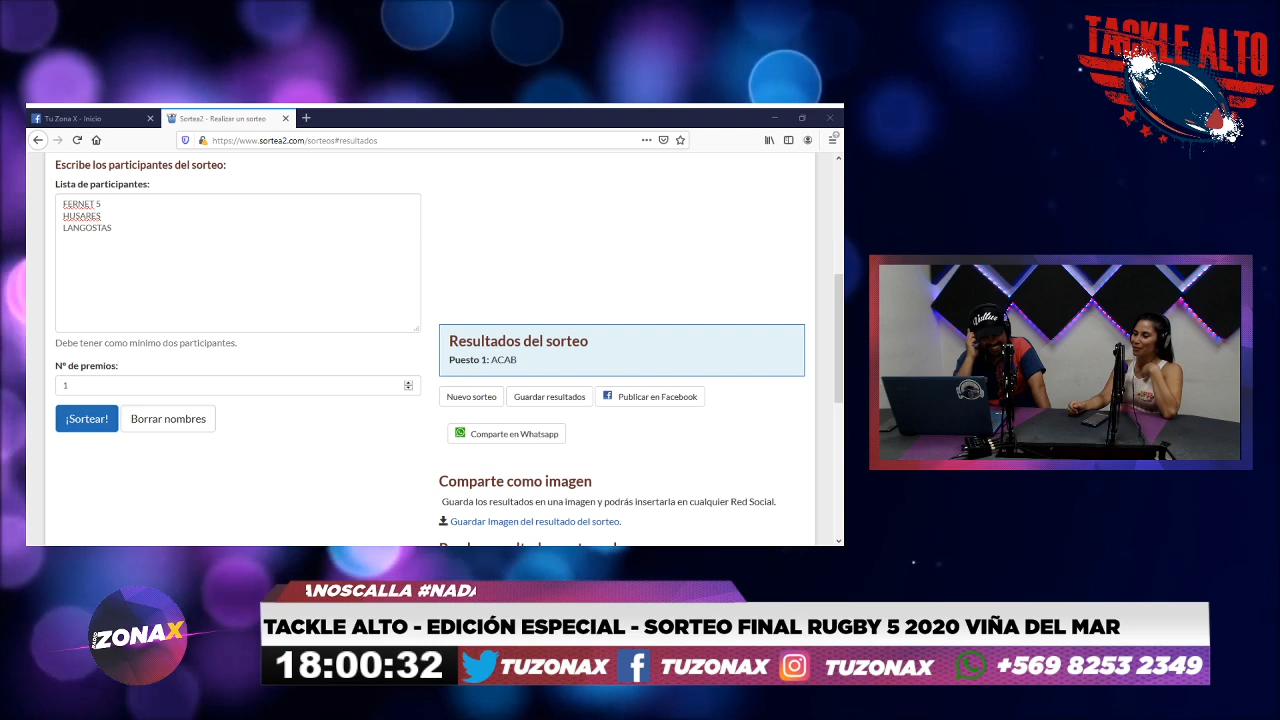 TACKLE ALTO
Tu Zona X - Inicio
Sortea2 - Realizar un sorteo
https://www.sortea2.com/sorteos#resultados
Escribe los participantes del sorteo:
Lista de participantes:
FERNET 5
HUSARES
LANGOSTAS
Debe tener como mínimo dos participantes.
Nº de premios:
1
¡Sortear!
Borrar nombres
Resultados del sorteo
Puesto 1: ACAB
Nuevo sorteo
Guardar resultados
Publicar en Facebook
Comparte en Whatsapp
Comparte como imagen
Guarda los resultados en una imagen y podrás insertarla en cualquier Red Social.
Guardar Imagen del resultado del sorteo.
ANOSCALLA #NADA
ZONAX
TACKLE ALTO - EDICIÓN ESPECIAL - SORTEO FINAL RUGBY 5 2020 VIÑA DEL MAR
18:00:32
TUZONAX
TUZONAX
TUZONAX
+569 8253 2349